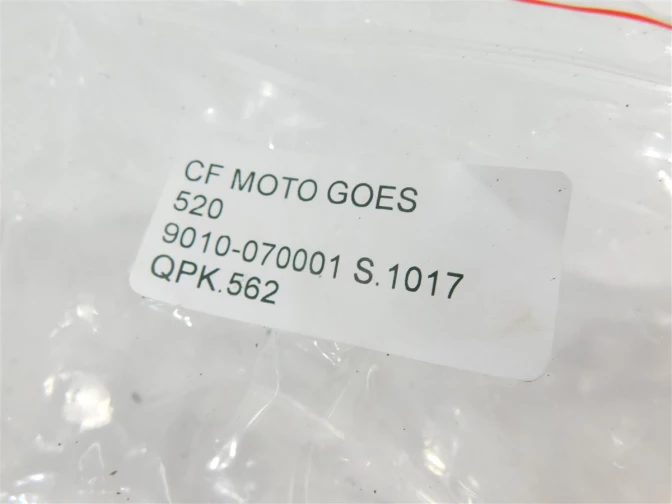 CF MOTO GOES
520
9010-070001 S.1017
QPK.562